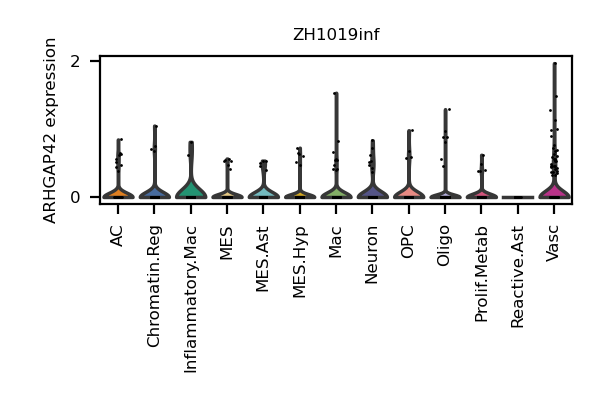 ZH1019inf
ARHGAP42 expression
2
0
AC
Chromatin.Reg
Inflammatory.Mac
MES
MES.Ast
MES.Hyp
Mac
Neuron
OPC
Oligo
Prolif.Metab
Reactive.Ast
Vasc